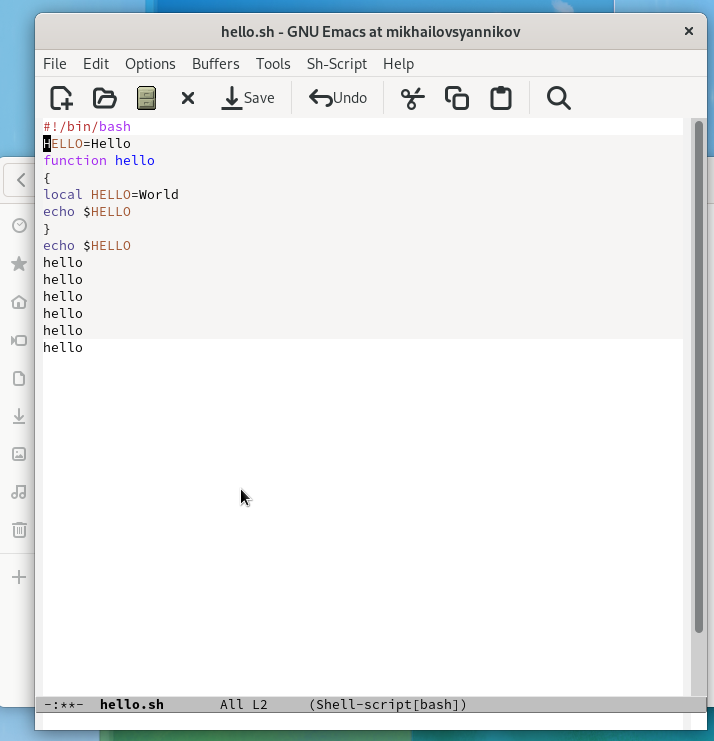 hello.sh - GNU Emacs at mikhailovsyannikov
File Edit Options Buffers Tools Sh-Script Help
Save Undo
#!/bin/bash
HELLO=Hello
function hello
{
local HELLO=World
echo $HELLO
}
echo $HELLO
hello
hello
hello
hello
hello
hello
-:**- hello.sh All L2 (Shell-script[bash])